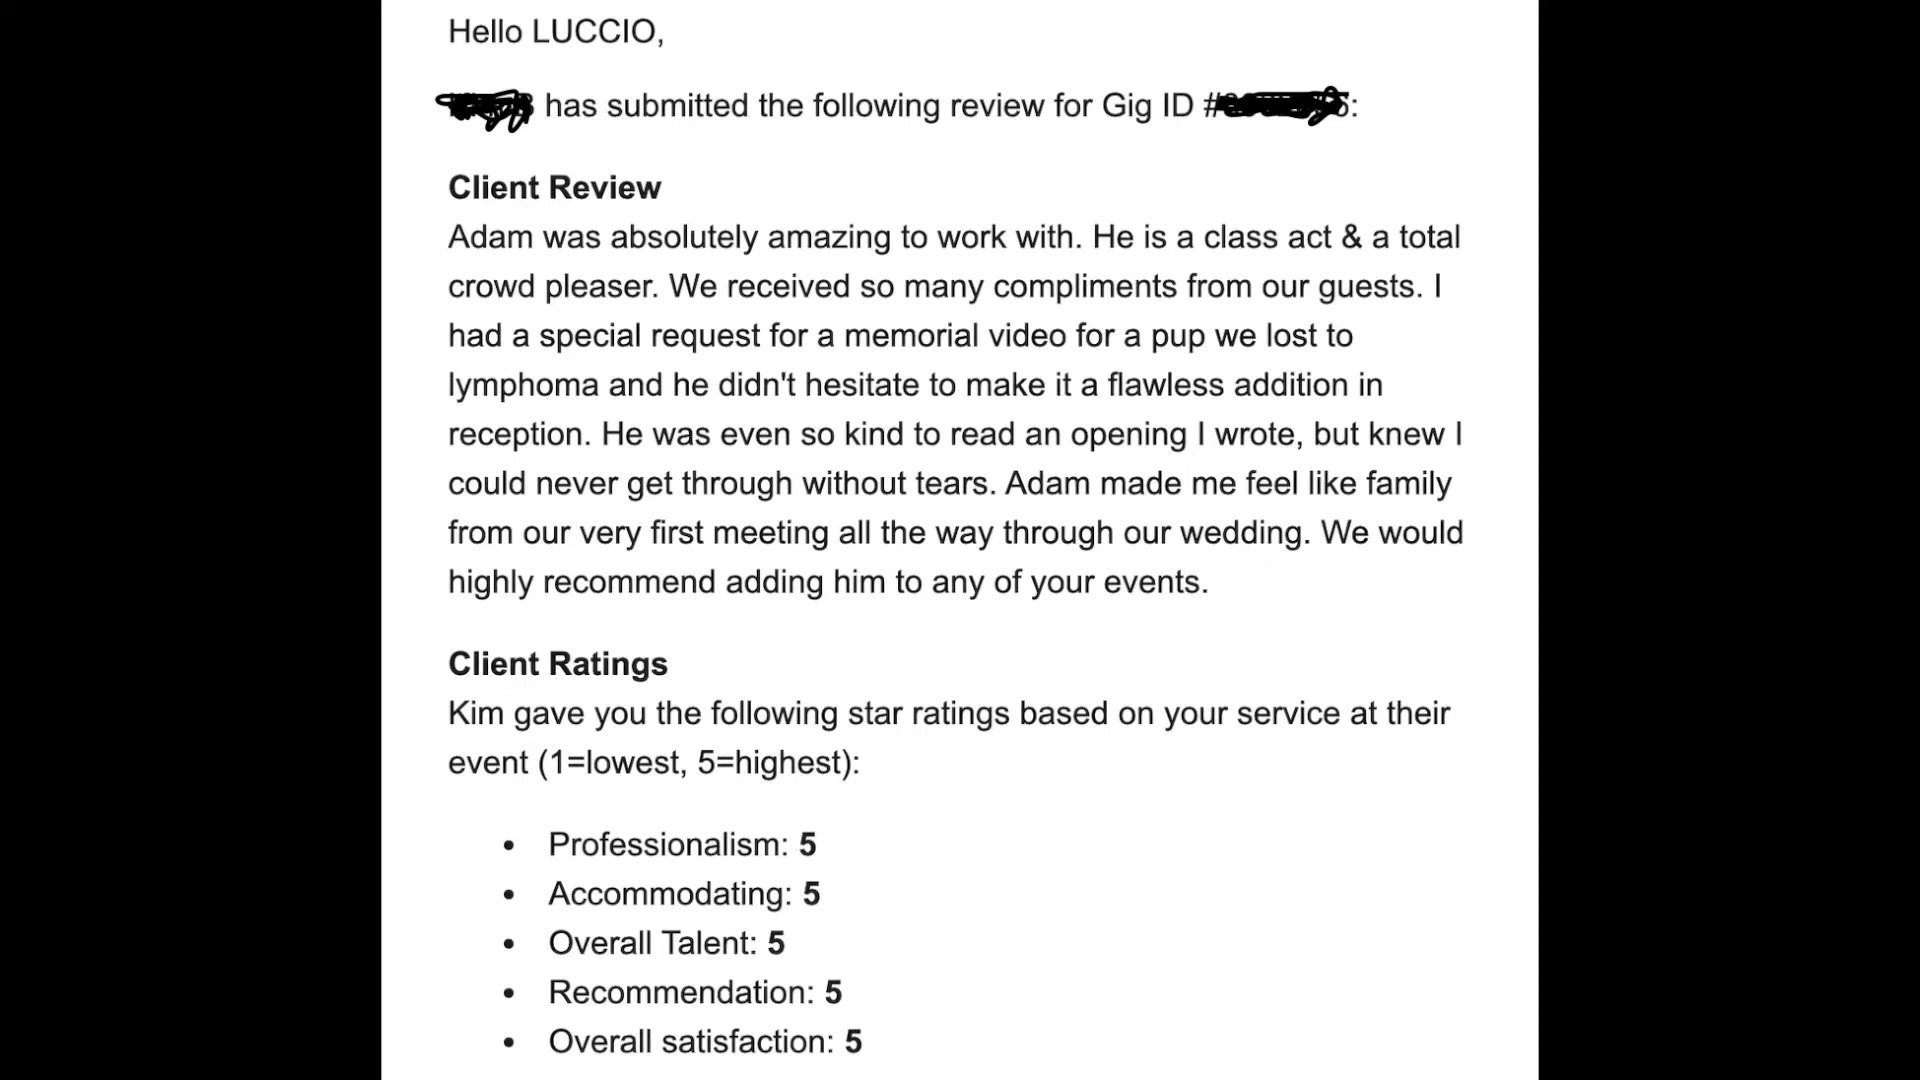 Hello LUCCIO,
has submitted the following review for Gig ID #
Client Review
Adam was absolutely amazing to work with. He is a class act & a total
crowd pleaser. We received so many compliments from our guests. I
had a special request for a memorial video for a pup we lost to
lymphoma and he didn't hesitate to make it a flawless addition in
reception. He was even so kind to read an opening I wrote, but knew I
could never get through without tears. Adam made me feel like family
from our very first meeting all the way through our wedding. We would
highly recommend adding him to any of your events.
Client Ratings
Kim gave you the following star ratings based on your service at their
event (1=lowest, 5=highest):
• Professionalism: 5
• Accommodating: 5
• Overall Talent: 5
• Recommendation: 5
• Overall satisfaction: 5